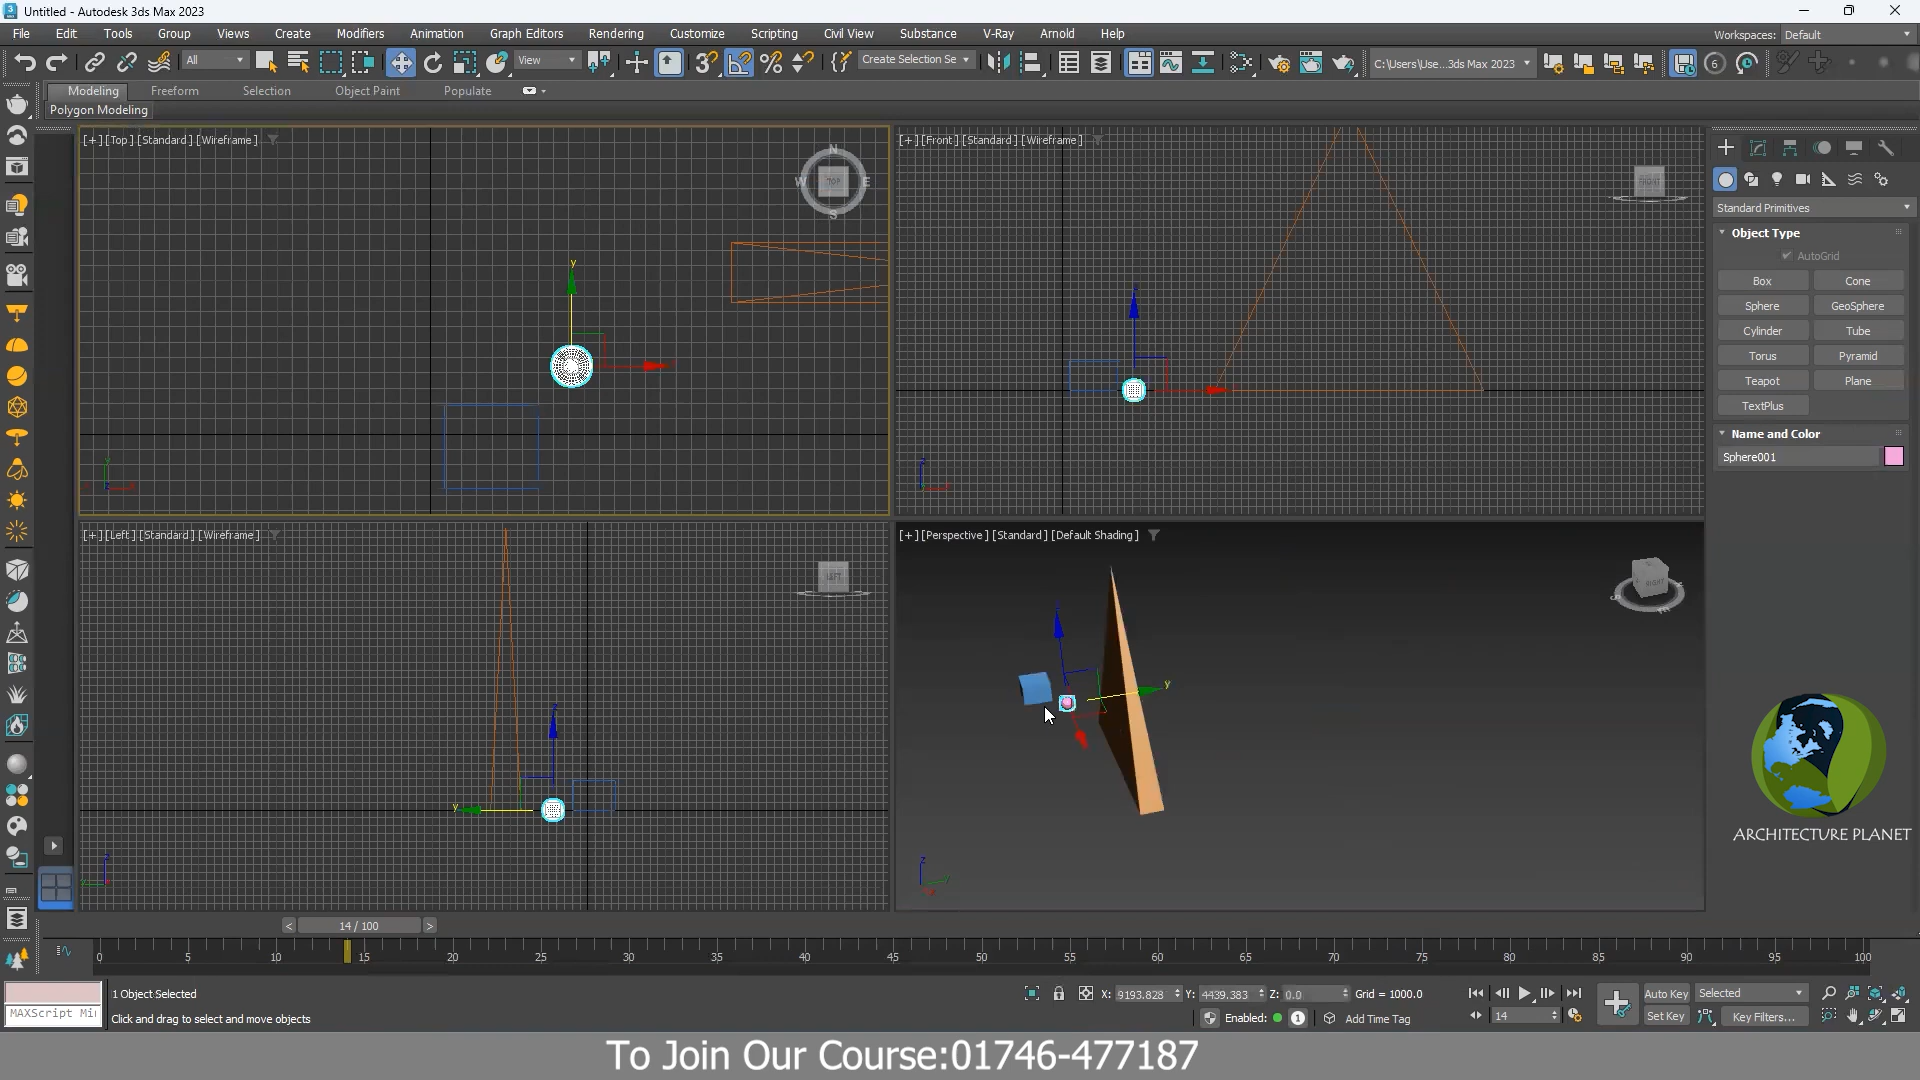 Untitled - Autodesk 3ds Max 2023
File Edit Tools Group Views Create Modifiers Animation Graph Editors Rendering Customize Scripting Civil View Substance V-Ray Arnold Help
Workspaces: Default
All View Create Selection Se C:\Users\Use...3ds Max 2023
Modeling Freeform Selection Object Paint Populate
Polygon Modeling
[+] [Top] [Standard] [Wireframe]
[+] [Front] [Standard] [Wireframe]
N
W TOP E
S
FRONT
Standard Primitives
Object Type
AutoGrid
Box Cone
Sphere GeoSphere
Cylinder Tube
Torus Pyramid
Teapot Plane
TextPlus
Name and Color
Sphere001
[+] [Left] [Standard] [Wireframe]
[+] [Perspective] [Standard] [Default Shading]
LEFT
RIGHT
ARCHITECTURE PLANET
< 14 / 100 >
0 5 10 15 20 25 30 35 40 45 50 55 60 65 70 75 80 85 90 95 100
1 Object Selected
X: 9193.828 Y: 4439.383 Z: 0.0 Grid = 1000.0
Auto Key Selected
MAXScript Mi
Click and drag to select and move objects
Enabled: 1 Add Time Tag
14
Set Key Key Filters...
To Join Our Course:01746-477187